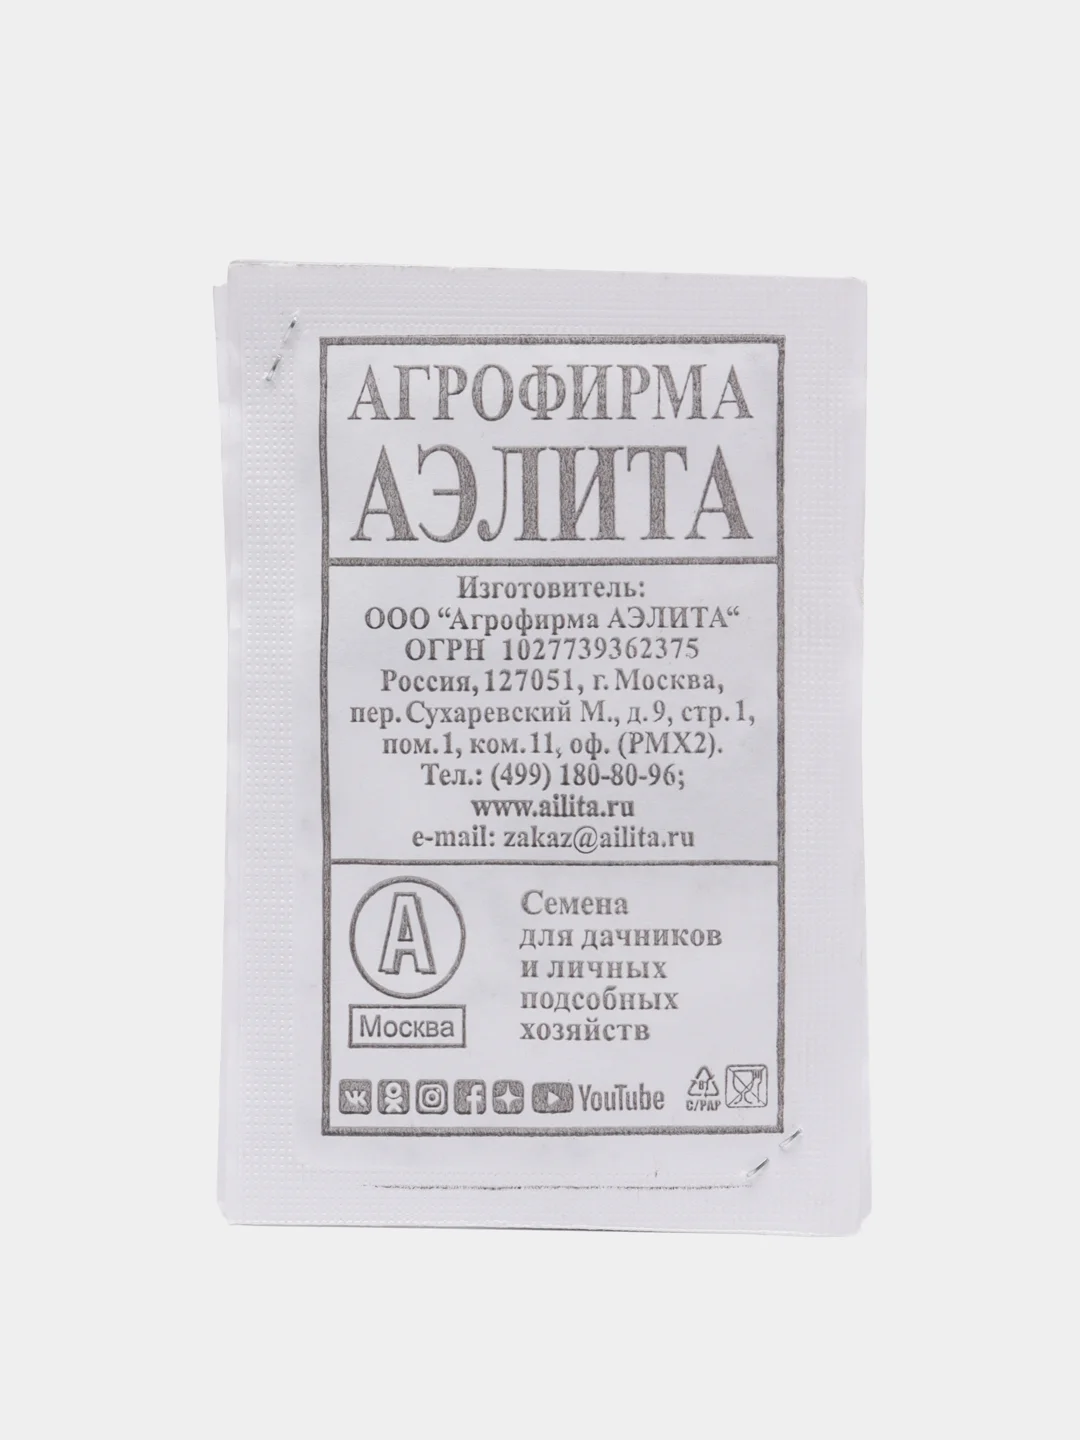 АГРОФИРМА
АЭЛИТА
Изготовитель:
ООО “Агрофирма АЭЛИТА“
ОГРН 1027739362375
Россия, 127051, г. Москва,
пер. Сухаревский М., д. 9, стр. 1,
пом. 1, ком. 11, оф. (РМХ2).
Тел.: (499) 180-80-96;
www.ailita.ru
e-mail: zakaz@ailita.ru
А
Москва
Семена
для дачников
и личных
подсобных
хозяйств
YouTube
81
C/PAP